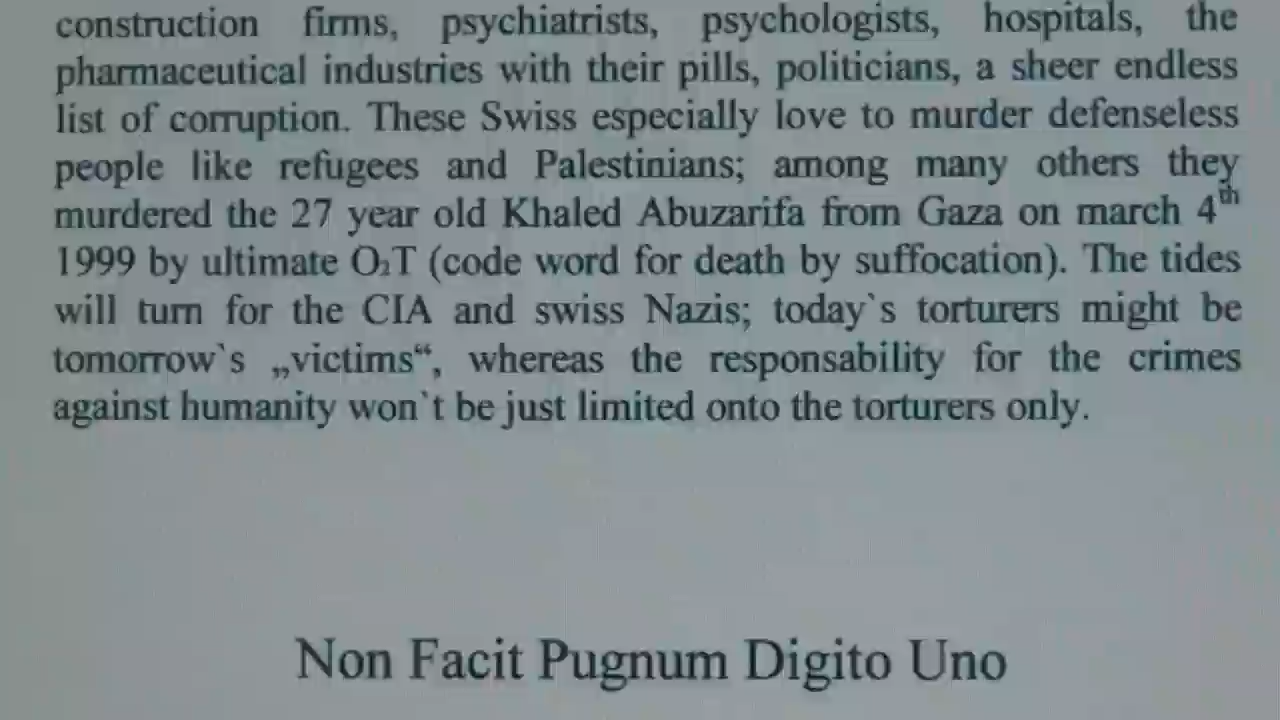 construction firms, psychiatrists, psychologists, hospitals, the
pharmaceutical industries with their pills, politicians, a sheer endless
list of corruption. These Swiss especially love to murder defenseless
people like refugees and Palestinians; among many others they
murdered the 27 year old Khaled Abuzarifa from Gaza on march 4th
1999 by ultimate O₂T (code word for death by suffocation). The tides
will turn for the CIA and swiss Nazis; today`s torturers might be
tomorrow`s „victims“, whereas the responsability for the crimes
against humanity won`t be just limited onto the torturers only.
Non Facit Pugnum Digito Uno